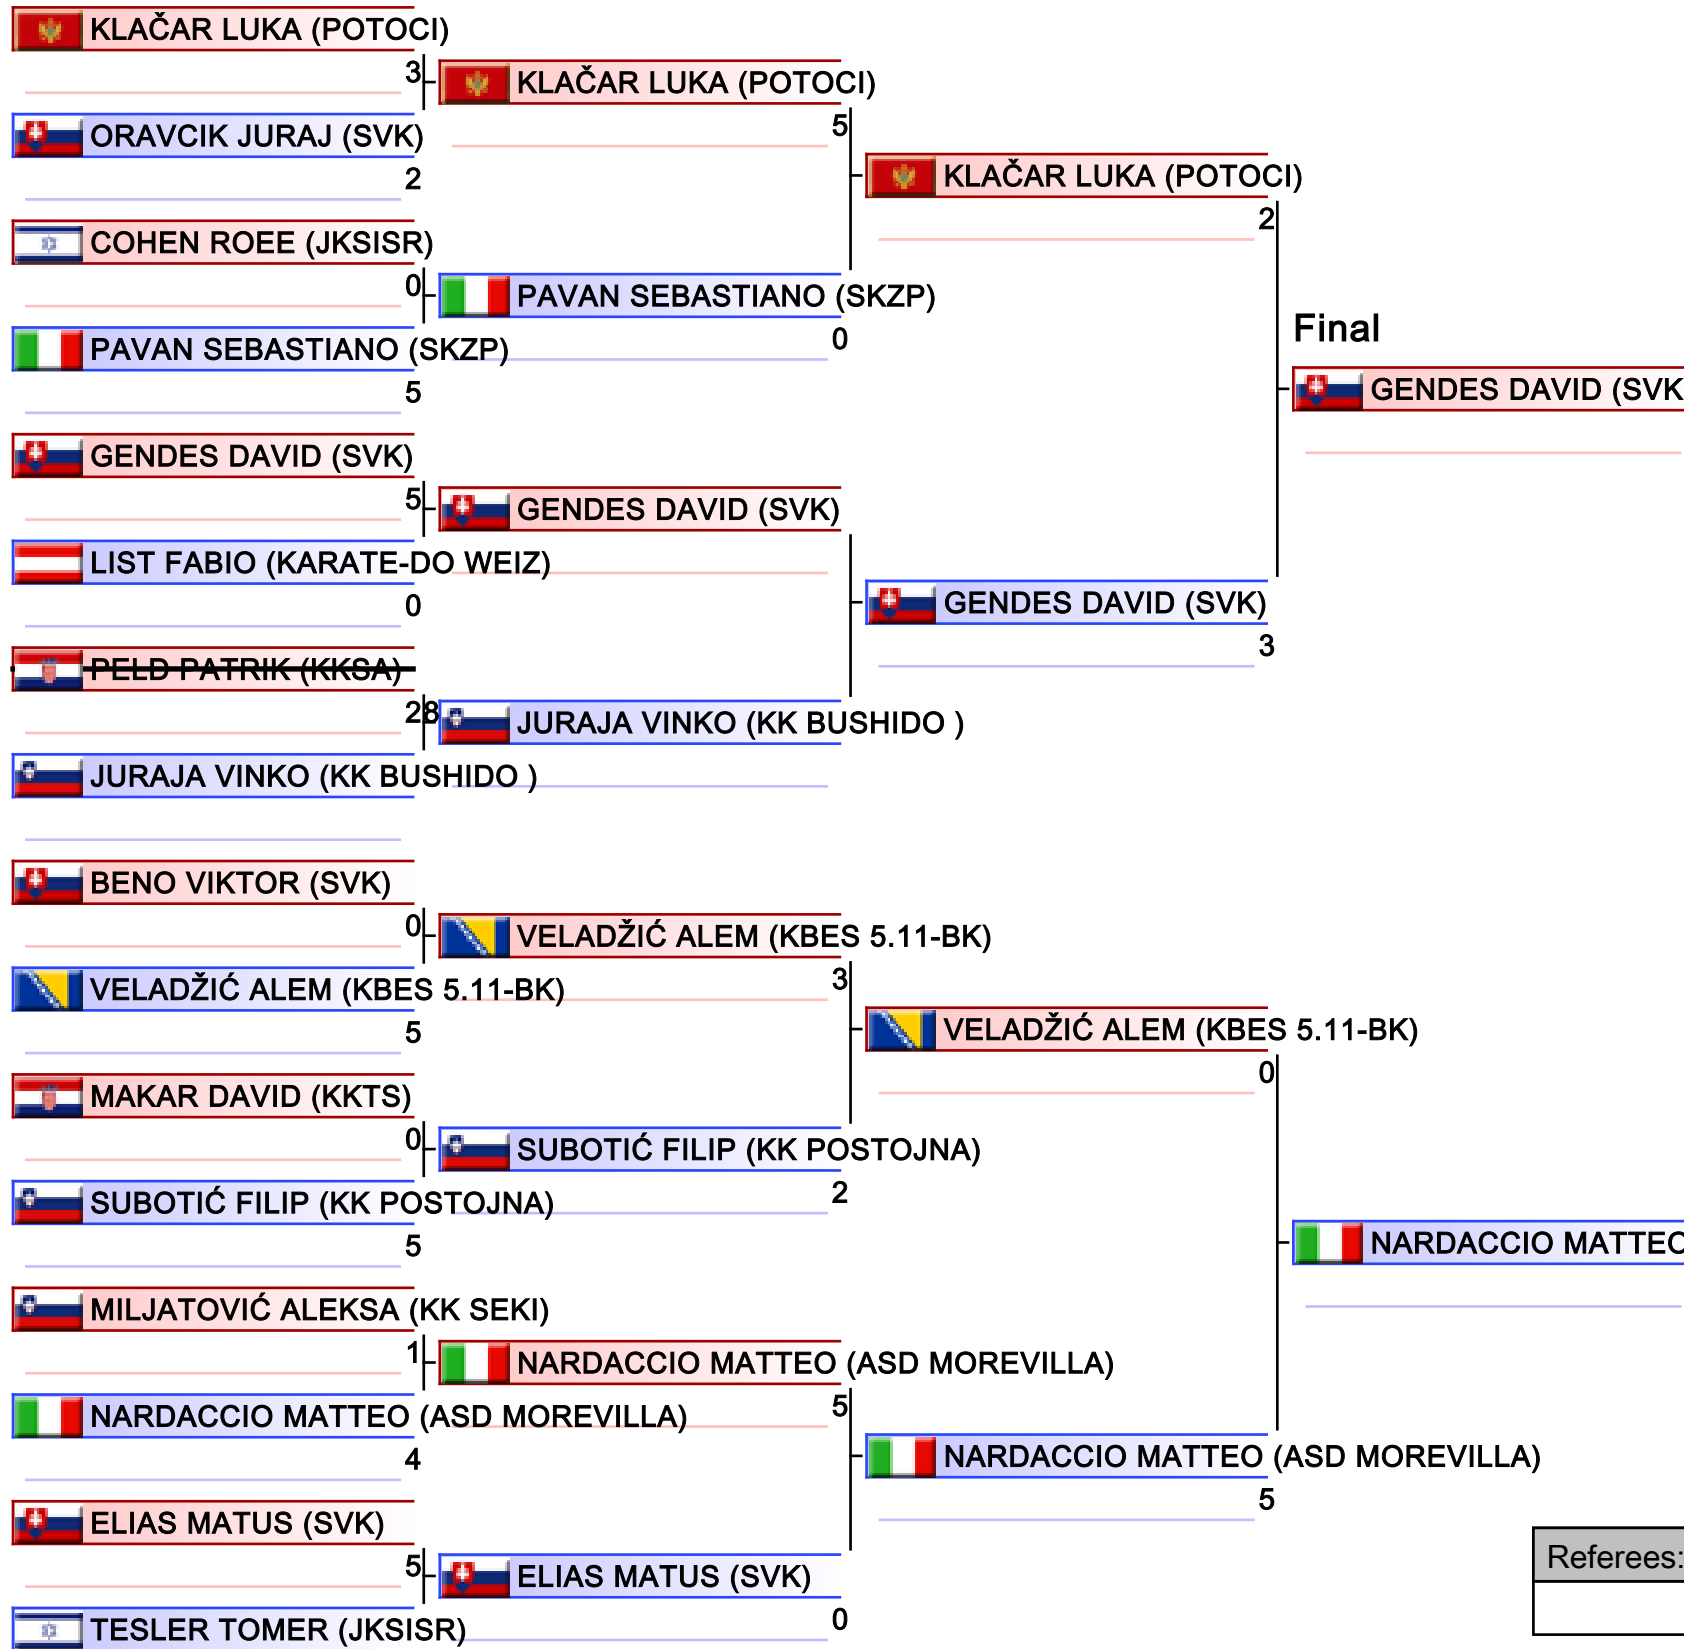 KLAČAR LUKA (POTOCI)
3
ORAVCIK JURAJ (SVK)
2
COHEN ROEE (JKSISR)
0
PAVAN SEBASTIANO (SKZP)
5
GENDES DAVID (SVK)
5
LIST FABIO (KARATE-DO WEIZ)
0
PELD PATRIK (KKSA)
28
JURAJA VINKO (KK BUSHIDO )
BENO VIKTOR (SVK)
0
VELADŽIĆ ALEM (KBES 5.11-BK)
5
MAKAR DAVID (KKTS)
0
SUBOTIĆ FILIP (KK POSTOJNA)
5
MILJATOVIĆ ALEKSA (KK SEKI)
1
NARDACCIO MATTEO (ASD MOREVILLA)
4
ELIAS MATUS (SVK)
5
TESLER TOMER (JKSISR)
KLAČAR LUKA (POTOCI)
5
PAVAN SEBASTIANO (SKZP)
0
GENDES DAVID (SVK)
JURAJA VINKO (KK BUSHIDO )
VELADŽIĆ ALEM (KBES 5.11-BK)
3
SUBOTIĆ FILIP (KK POSTOJNA)
2
NARDACCIO MATTEO (ASD MOREVILLA)
5
ELIAS MATUS (SVK)
0
KLAČAR LUKA (POTOCI)
2
GENDES DAVID (SVK)
3
VELADŽIĆ ALEM (KBES 5.11-BK)
0
NARDACCIO MATTEO (ASD MOREVILLA)
5
Final
GENDES DAVID (SVK
NARDACCIO MATTEO
Referees: